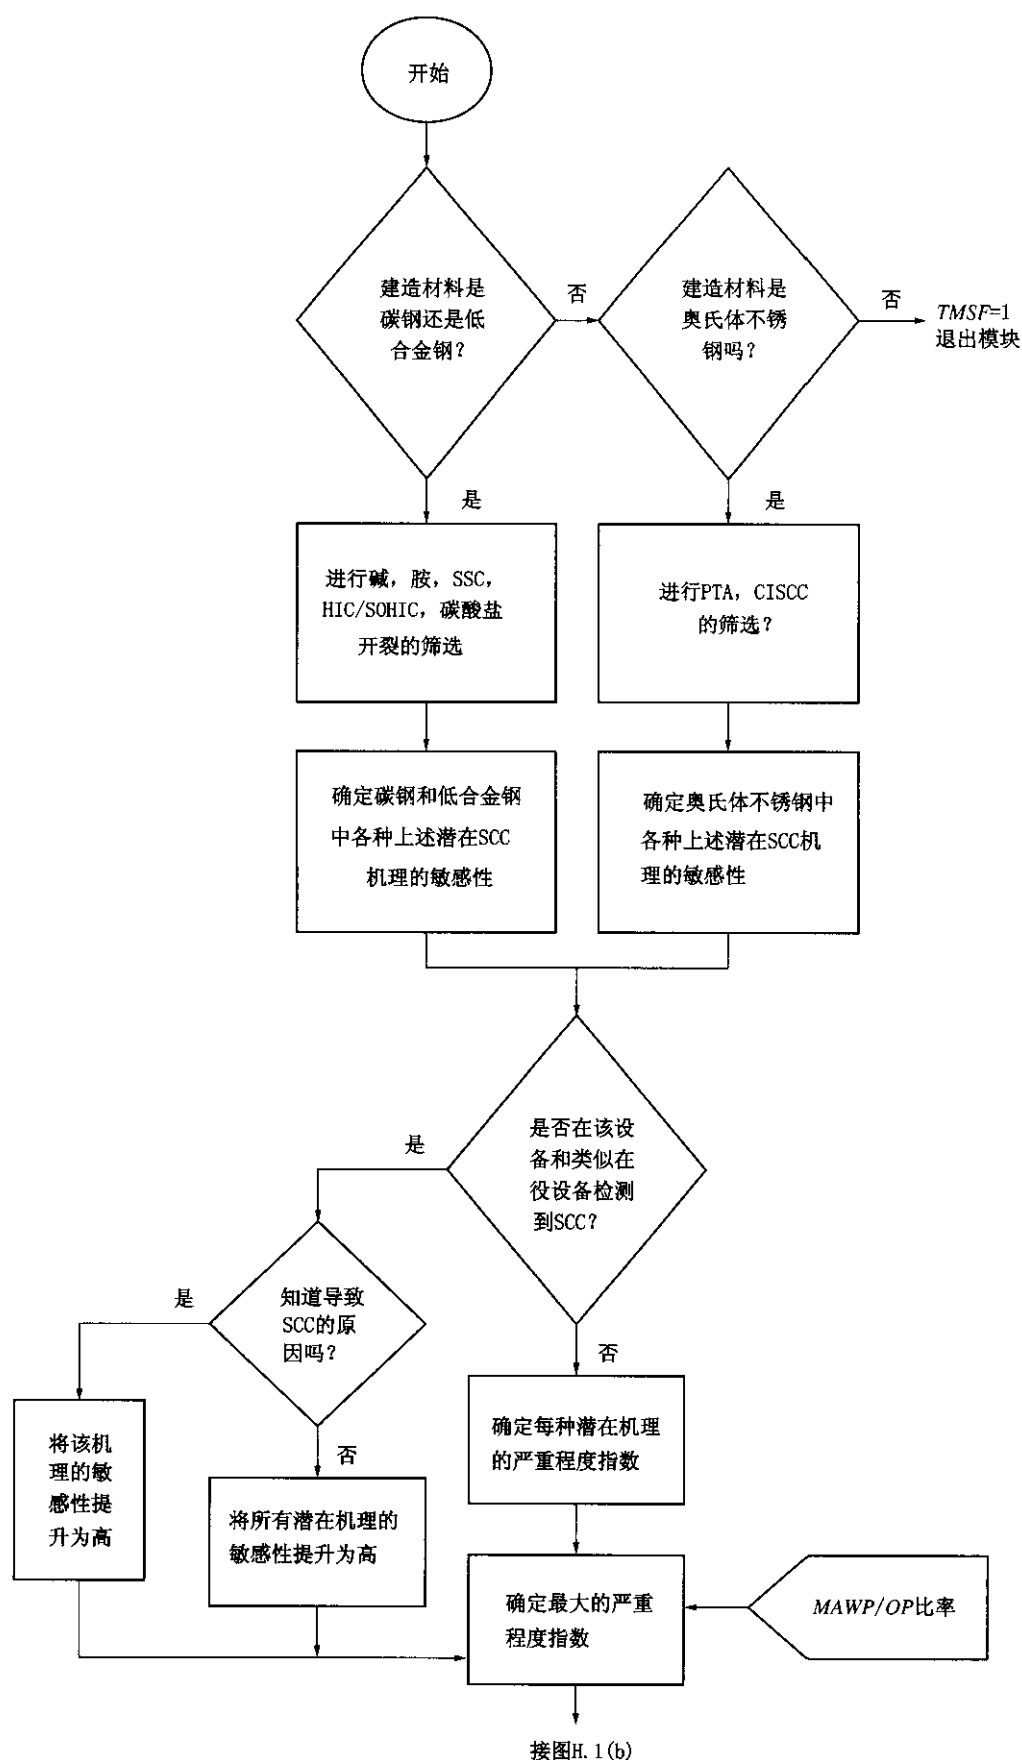 开始
建造材料是
碳钢还是低
合金钢？
否
建造材料是
奥氏体不锈
钢吗？
否
TMSF=1
退出模块
是
是
进行碱，胺，SSC，
HIC/SOHIC，碳酸盐
开裂的筛选
进行PTA，CISCC
的筛选？
确定碳钢和低合金钢
中各种上述潜在SCC
机理的敏感性
确定奥氏体不锈钢中
各种上述潜在SCC机
理的敏感性
是否在该设
备和类似在
役设备检测
到SCC？
是
知道导致
SCC的原
因吗？
是
否
否
将该机
理的敏
感性提
升为高
将所有潜在机理的
敏感性提升为高
确定每种潜在机理
的严重程度指数
确定最大的严重
程度指数
MAWP/OP比率
接图H.1(b)